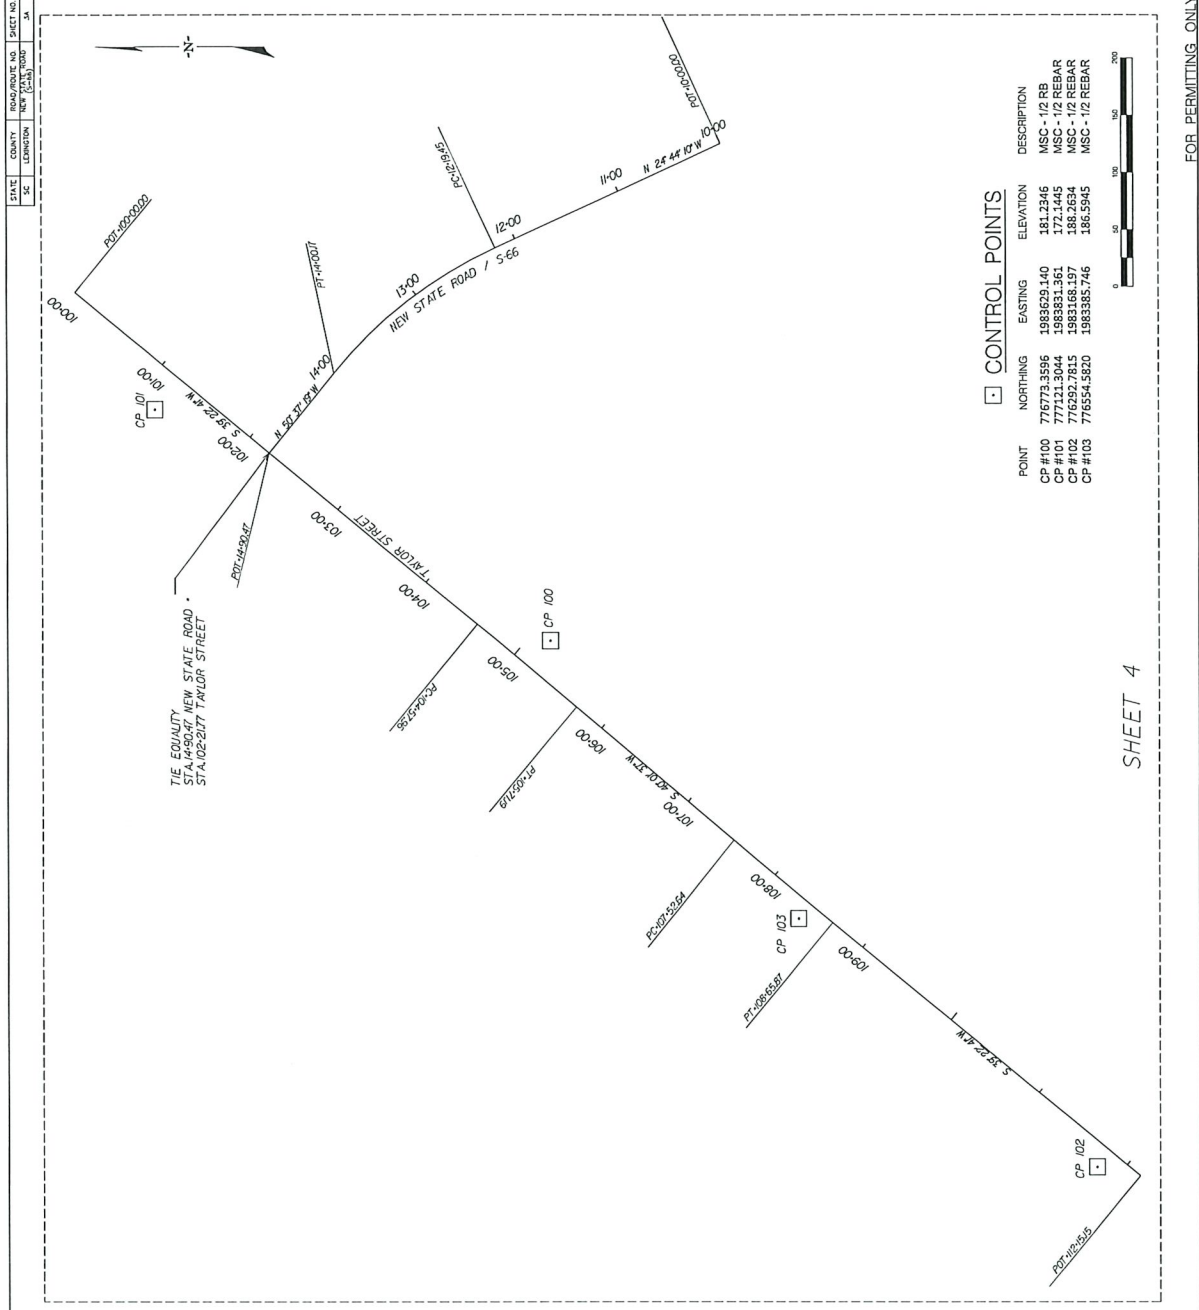 STATE COUNTY ROAD/ROUTE NO. SHEET NO.
SC LEXINGTON NEW STATE ROAD (S-66) 3A
-N-
POT+100+00.00
100+00
101+00
CP 101
S 39° 22' 41" W
102+00
TIE EQUALITY
STA.14+90.47 NEW STATE ROAD =
STA.102+21.77 TAYLOR STREET
POT+14+90.47
N 50° 37' 19" W
14+00
PT+14+00.17
13+00
NEW STATE ROAD / S-66
12+00
PC+12+19.45
11+00
N 24° 44' 10" W
10+00
POT+10+00.00
103+00
TAYLOR STREET
104+00
PC+104+57.96
105+00
CP 100
PT+105+71.19
106+00
S 40° 01' 37" W
107+00
PC+107+52.64
108+00
CP 103
PT+108+65.87
109+00
S 39° 22' 41" W
CP 102
POT+112+15.15
CONTROL POINTS
POINT NORTHING EASTING ELEVATION DESCRIPTION
CP #100 776773.3596 1983629.140 181.2346 MSC - 1/2 RB
CP #101 777121.3044 1983831.361 172.1445 MSC - 1/2 REBAR
CP #102 776292.7815 1983168.197 188.2634 MSC - 1/2 REBAR
CP #103 776554.5820 1983385.746 186.5945 MSC - 1/2 REBAR
0 50 100 150 200
SHEET 4
FOR PERMITTING ONLY